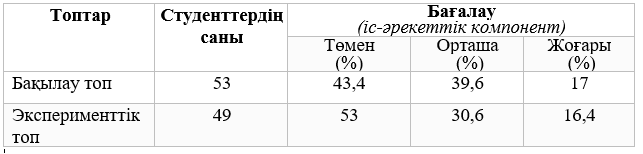 Топтар Студенттердің саны Бағалау
(іс-әрекеттік компонент)
Төмен (%) Орташа (%) Жоғары (%)
Бақылау топ 53 43,4 39,6 17
Эксперименттік топ 49 53 30,6 16,4